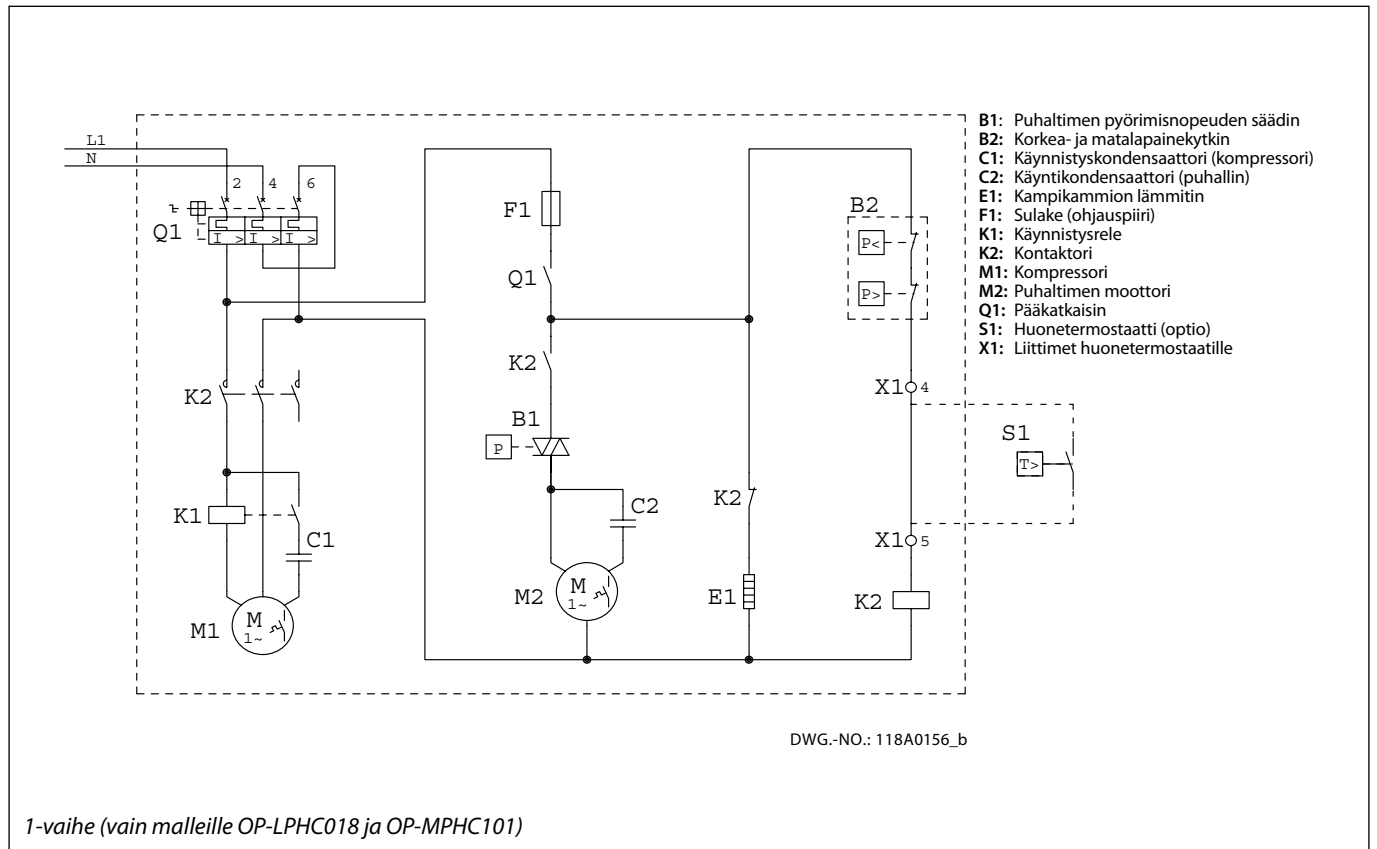 L1
N
2 4 6
Q1
I > I > I >
K2
K1
C1
M1
M
1~
F1
Q1
K2
B1
P
C2
M2
M
1~
K2
E1
B2
P<
P>
X1 4
S1
T>
X1 5
K2
B1: Puhaltimen pyörimisnopeuden säädin
B2: Korkea- ja matalapainekytkin
C1: Käynnistyskondensaattori (kompressori)
C2: Käyntikondensaattori (puhallin)
E1: Kampikammion lämmitin
F1: Sulake (ohjauspiiri)
K1: Käynnistysrele
K2: Kontaktori
M1: Kompressori
M2: Puhaltimen moottori
Q1: Pääkatkaisin
S1: Huonetermostaatti (optio)
X1: Liittimet huonetermostaatille
DWG.-NO.: 118A0156_b
1-vaihe (vain malleille OP-LPHC018 ja OP-MPHC101)